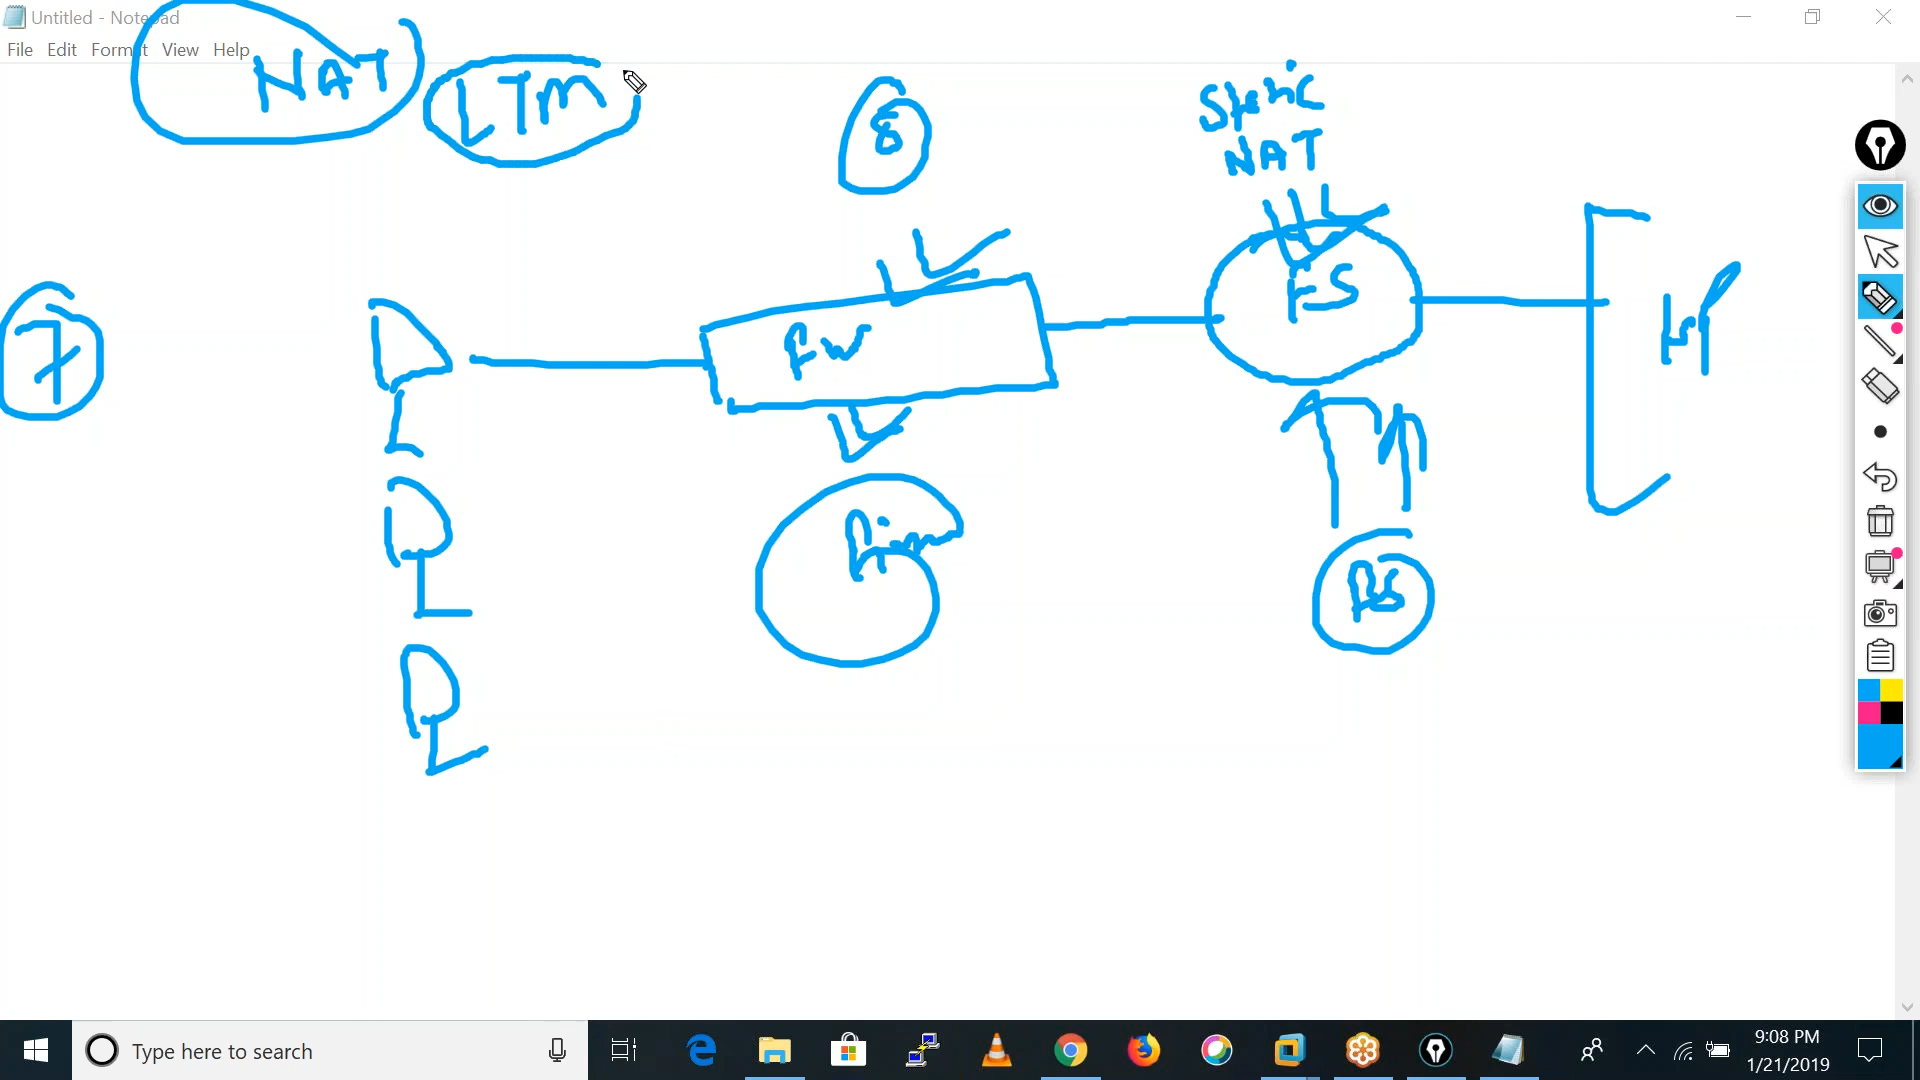 Untitled - Notepad
File Edit Format View Help
NAT
LTM
8
Static
NAT
7
FW
FS
Type here to search
9:08 PM
1/21/2019